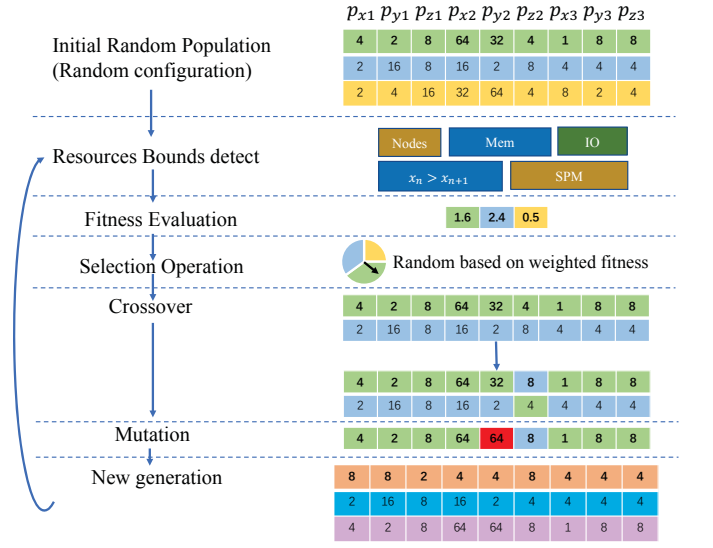 p_x1 p_y1 p_z1 p_x2 p_y2 p_z2 p_x3 p_y3 p_z3
Initial Random Population
(Random configuration)
4 2 8 64 32 4 1 8 8
2 16 8 16 2 8 4 4 4
2 4 16 32 64 4 8 2 4
Resources Bounds detect
Nodes Mem IO
x_n > x_{n+1} SPM
Fitness Evaluation
1.6 2.4 0.5
Selection Operation
Random based on weighted fitness
Crossover
4 2 8 64 32 4 1 8 8
2 16 8 16 2 8 4 4 4
4 2 8 64 32 8 1 8 8
2 16 8 16 2 4 4 4 4
Mutation
4 2 8 64 64 8 1 8 8
New generation
8 8 2 4 4 8 4 4 4
2 16 8 16 2 4 4 4 4
4 2 8 64 64 8 1 8 8